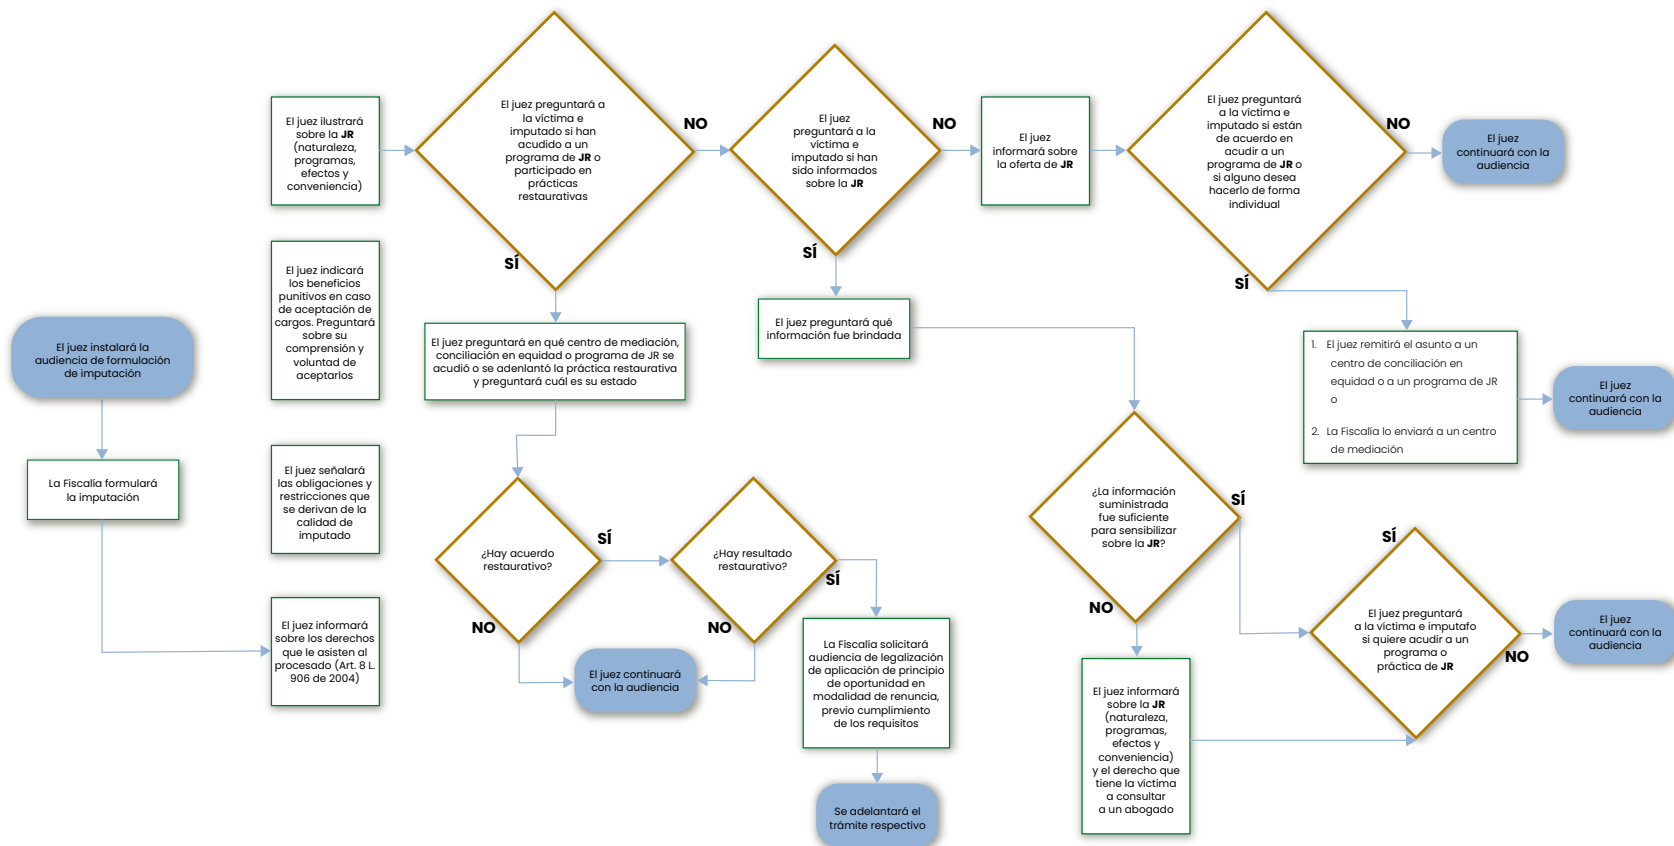 El juez instalará la
audiencia de formulación
de imputación
La Fiscalía formulará
la imputación
El juez ilustrará
sobre la JR
(naturaleza,
programas,
efectos y
conveniencia)
El juez indicará
los beneficios
punitivos en caso
de aceptación de
cargos. Preguntará
sobre su
comprensión y
voluntad de
aceptarlos
El juez señalará
las obligaciones y
restricciones que
se derivan de la
calidad de
imputado
El juez informará
sobre los derechos
que le asisten al
procesado (Art. 8 L.
906 de 2004)
El juez preguntará a
la víctima e
imputado si han
acudido a un
programa de JR o
participado en
prácticas
restaurativas
NO
SÍ
El juez preguntará en qué centro de mediación,
conciliación en equidad o programa de JR se
acudió o se adenlantó la práctica restaurativa
y preguntará cuál es su estado
¿Hay acuerdo
restaurativo?
SÍ
NO
¿Hay resultado
restaurativo?
SÍ
NO
El juez continuará
con la audiencia
La Fiscalía solicitará
audiencia de legalización
de aplicación de principio
de oportunidad en
modalidad de renuncia,
previo cumplimiento
de los requisitos
Se adelantará el
trámite respectivo
El juez
preguntará a la
víctima e
imputado si han
sido informados
sobre la JR
NO
SÍ
El juez preguntará qué
información fue brindada
El juez
informará sobre
la oferta de JR
El juez preguntará
a la víctima e
imputado si están
de acuerdo en
acudir a un
programa de JR o
si alguno desea
hacerlo de forma
individual
NO
SÍ
El juez
continuará con la
audiencia
1. El juez remitirá el asunto a un
centro de conciliación en
equidad o a un programa de JR
o
2. La Fiscalía lo enviará a un centro
de mediación
El juez
continuará con la
audiencia
¿La información
suministrada
fue suficiente
para sensibilizar
sobre la JR?
SÍ
NO
El juez informará
sobre la JR
(naturaleza,
programas,
efectos y
conveniencia)
y el derecho que
tiene la víctima
a consultar
a un abogado
SÍ
El juez preguntará
a la víctima e imputafo
si quiere acudir a un
programa o
práctica de JR
NO
El juez
continuará con la
audiencia